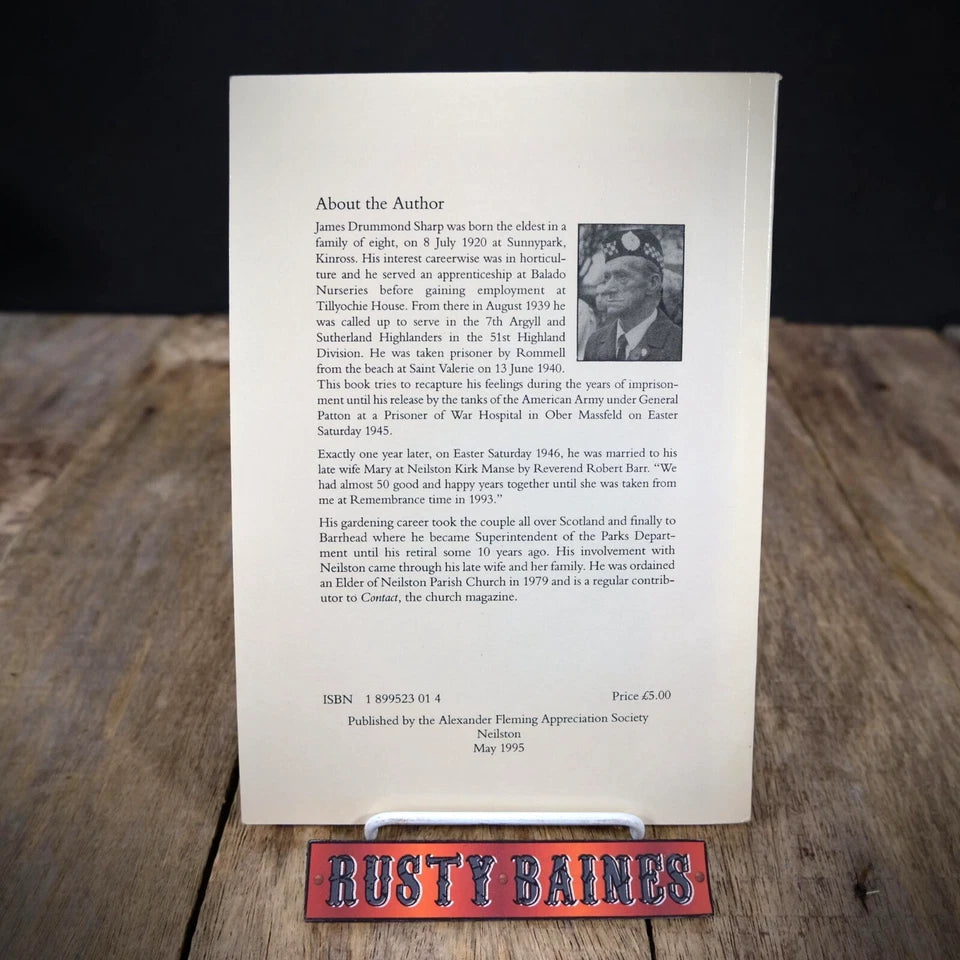 About the Author
James Drummond Sharp was born the eldest in a
family of eight, on 8 July 1920 at Sunnypark,
Kinross. His interest careerwise was in horticul-
ture and he served an apprenticeship at Balado
Nurseries before gaining employment at
Tillyochie House. From there in August 1939 he
was called up to serve in the 7th Argyll and
Sutherland Highlanders in the 51st Highland
Division. He was taken prisoner by Rommell
from the beach at Saint Valerie on 13 June 1940.
This book tries to recapture his feelings during the years of imprison-
ment until his release by the tanks of the American Army under General
Patton at a Prisoner of War Hospital in Ober Massfeld on Easter
Saturday 1945.
Exactly one year later, on Easter Saturday 1946, he was married to his
late wife Mary at Neilston Kirk Manse by Reverend Robert Barr. “We
had almost 50 good and happy years together until she was taken from
me at Remembrance time in 1993.”
His gardening career took the couple all over Scotland and finally to
Barrhead where he became Superintendent of the Parks Depart-
ment until his retiral some 10 years ago. His involvement with
Neilston came through his late wife and her family. He was ordained
an Elder of Neilston Parish Church in 1979 and is a regular contrib-
utor to Contact, the church magazine.
ISBN 1 899523 01 4 Price £5.00
Published by the Alexander Fleming Appreciation Society
Neilston
May 1995
RUSTY BAINES